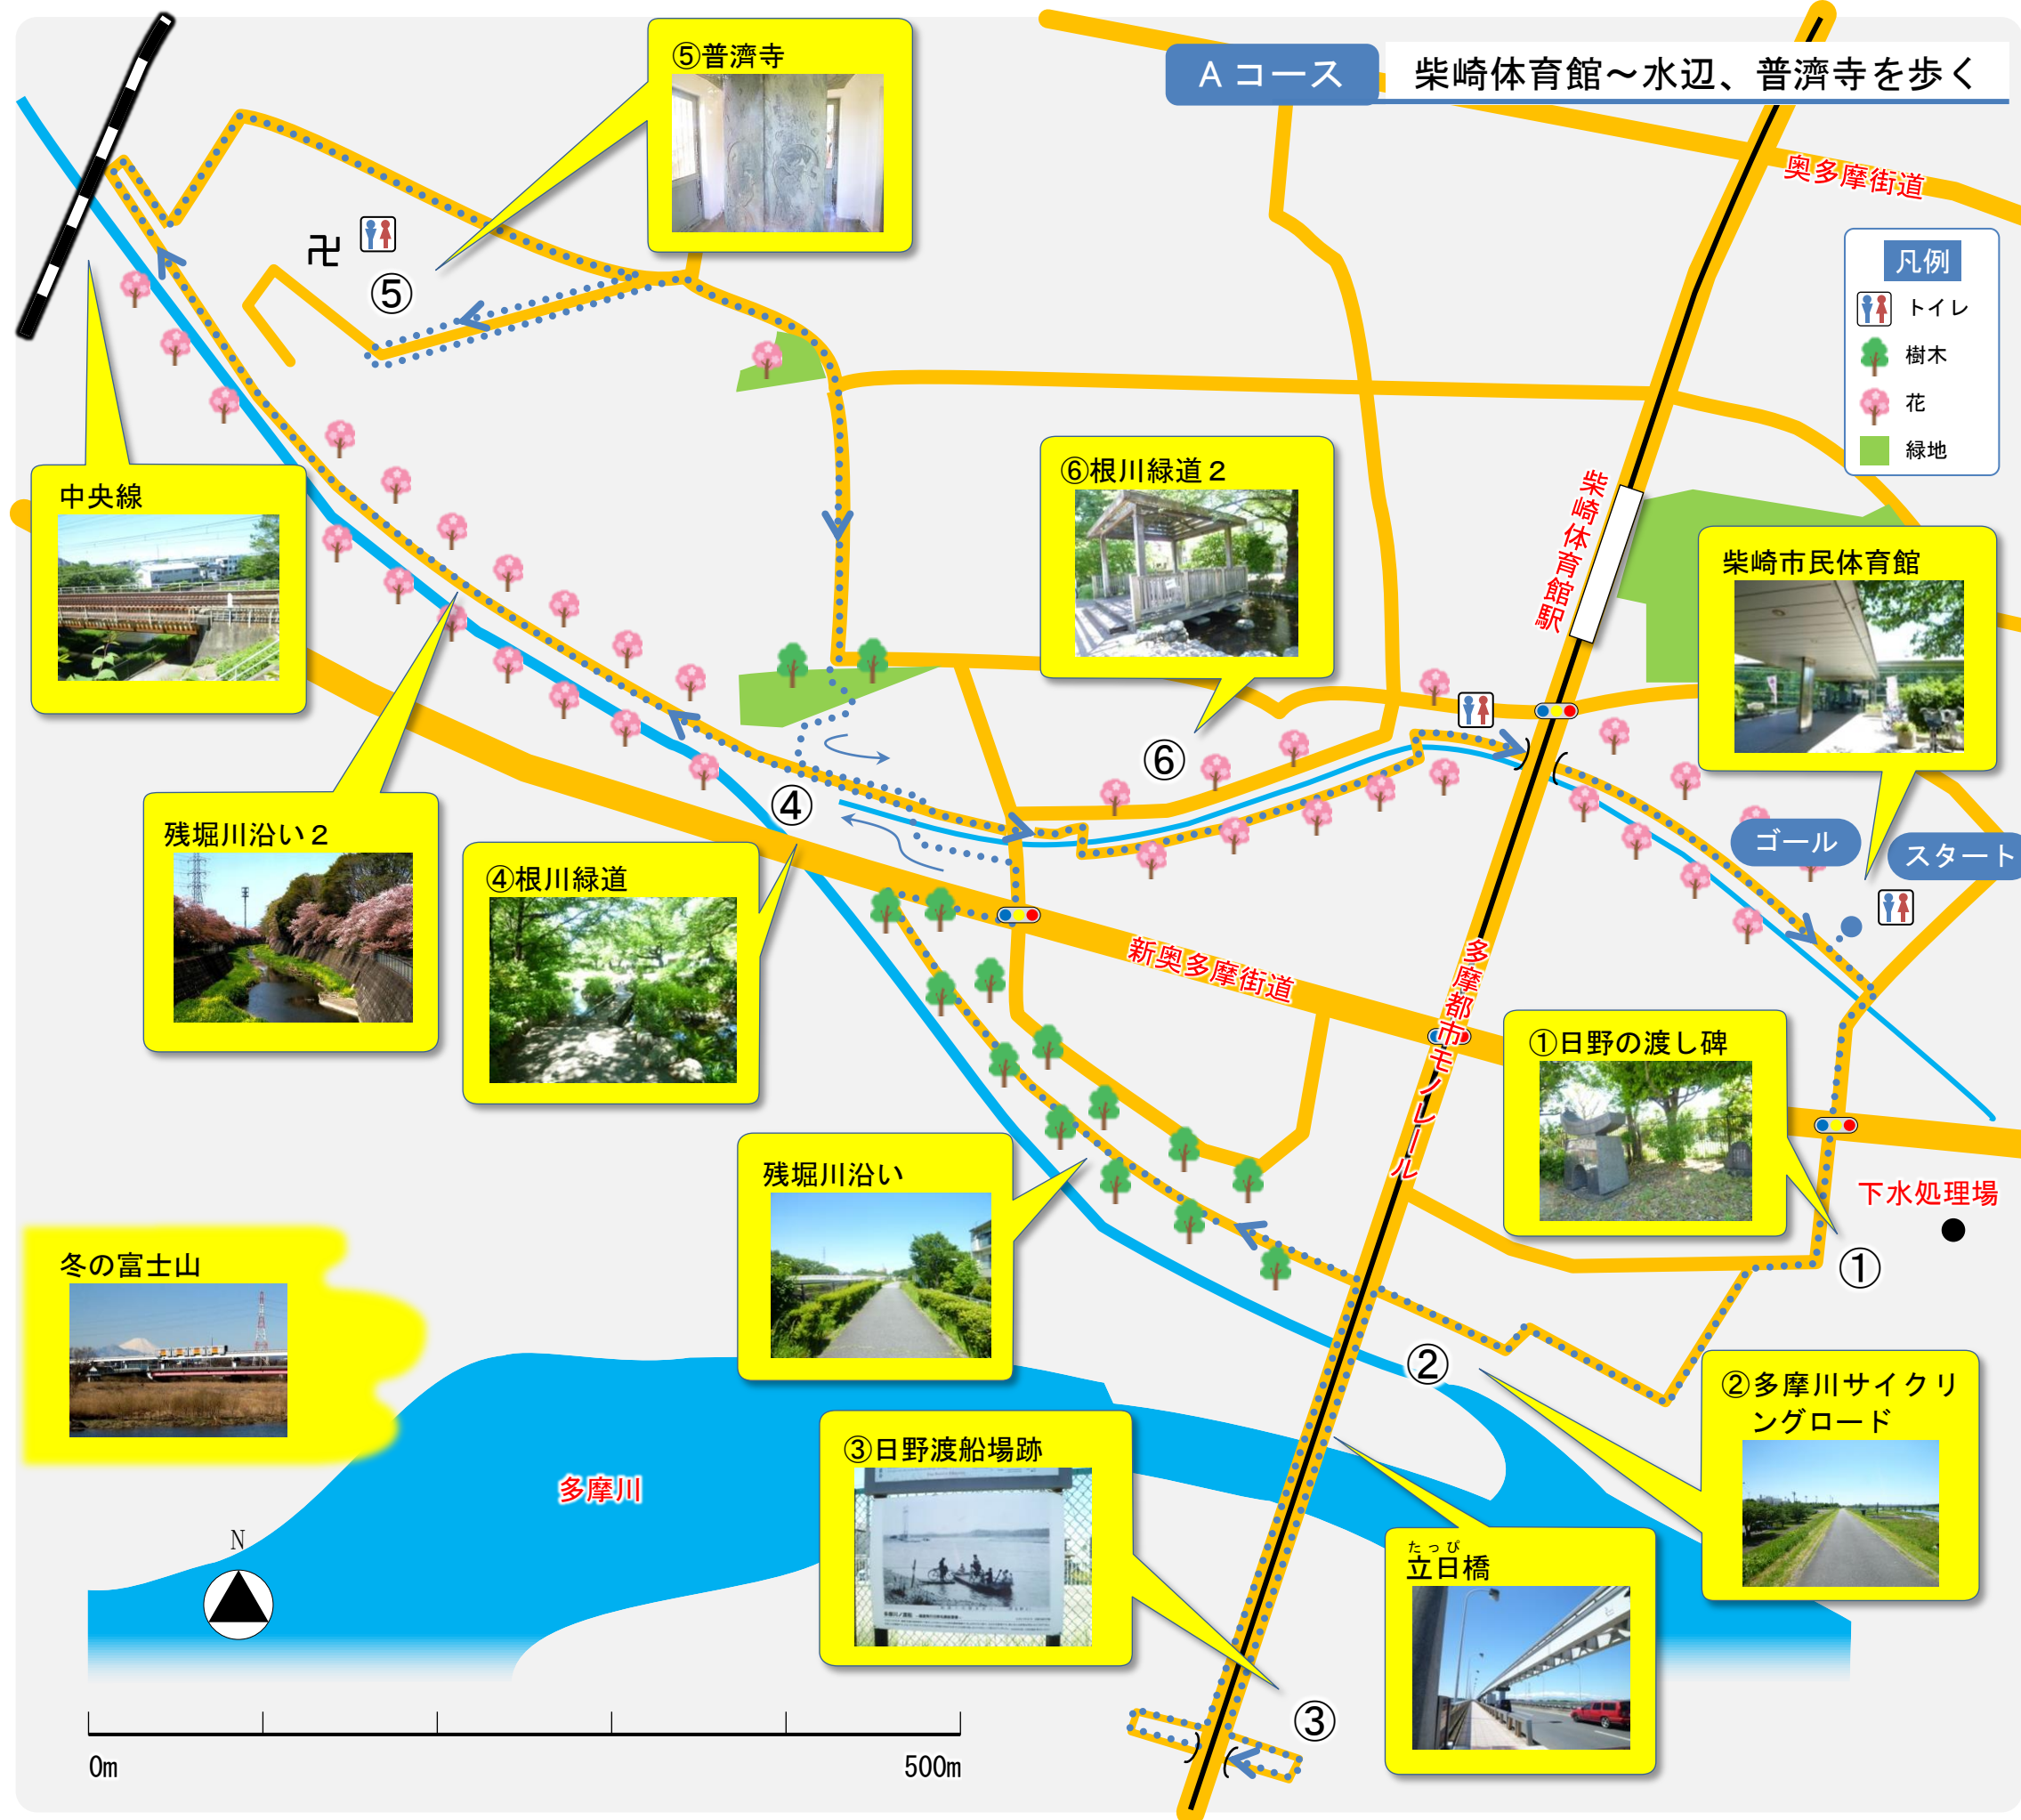 Aコース
柴崎体育館～水辺、普濟寺を歩く
⑤普濟寺
奥多摩街道
凡例
トイレ
樹木
花
緑地
卍
⑤
中央線
⑥根川緑道２
柴崎体育館駅
柴崎市民体育館
⑥
④
残堀川沿い２
④根川緑道
ゴール
スタート
新奥多摩街道
多摩都市モノレール
①日野の渡し碑
下水処理場
①
残堀川沿い
冬の富士山
②
②多摩川サイクリ
ングロード
③日野渡船場跡
多摩川
たっぴ
立日橋
N
③
0m
500m